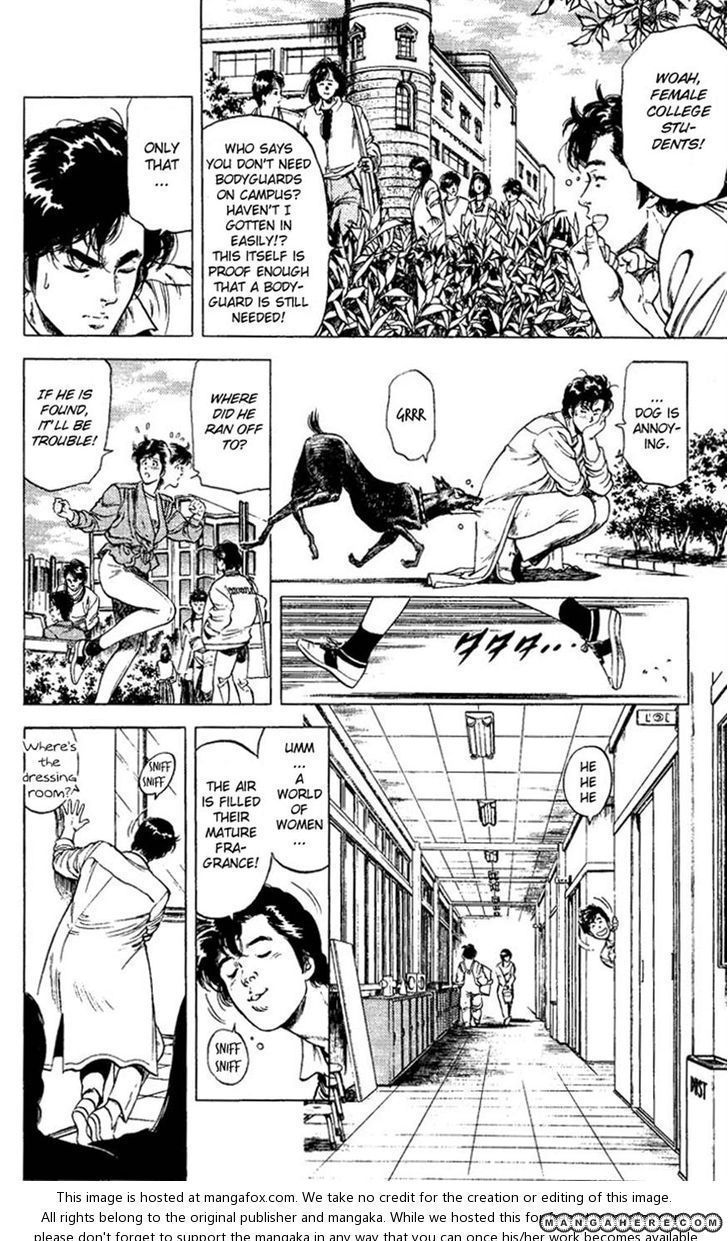 WOAH,
FEMALE
COLLEGE
STU-
DENTS!
WHO SAYS
YOU DON'T NEED
BODYGUARDS
ON CAMPUS?
HAVEN'T I
GOTTEN IN
EASILY!?
THIS ITSELF IS
PROOF ENOUGH
THAT A BODY-
GUARD IS STILL
NEEDED!
ONLY
THAT
...
...
DOG IS
ANNOY-
ING.
GRRR
WHERE
DID HE
RAN OFF
TO?
IF HE IS
FOUND,
IT'LL BE
TROUBLE!
タタタ...
HE
HE
HE
UMM
...
A
WORLD
OF
WOMEN
...
THE AIR
IS FILLED
THEIR
MATURE
FRA-
GRANCE!
SNIFF
SNIFF
SNIFF
SNIFF
Where's
the
dressing
room?
DUST
This image is hosted at mangafox.com. We take no credit for the creation or editing of this image.
All rights belong to the original publisher and mangaka. While we hosted this for
MANGAHERE.COM
please don't forget to support the mangaka in any way that you can once his/her work becomes available